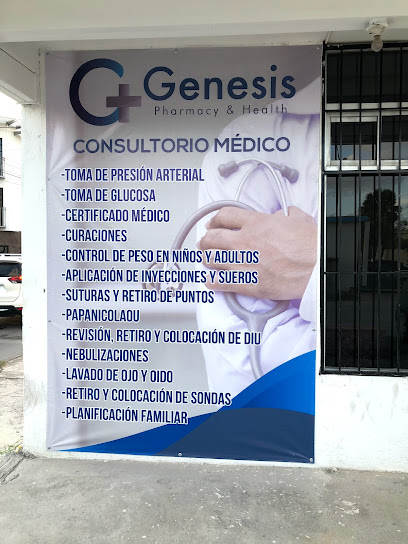 Genesis
Pharmacy & Health
CONSULTORIO MÉDICO
-TOMA DE PRESIÓN ARTERIAL
-TOMA DE GLUCOSA
-CERTIFICADO MÉDICO
-CURACIONES
-CONTROL DE PESO EN NIÑOS Y ADULTOS
-APLICACIÓN DE INYECCIONES Y SUEROS
-SUTURAS Y RETIRO DE PUNTOS
-PAPANICOLAOU
-REVISIÓN, RETIRO Y COLOCACIÓN DE DIU
-NEBULIZACIONES
-LAVADO DE OJO Y OIDO
-RETIRO Y COLOCACIÓN DE SONDAS
-PLANIFICACIÓN FAMILIAR